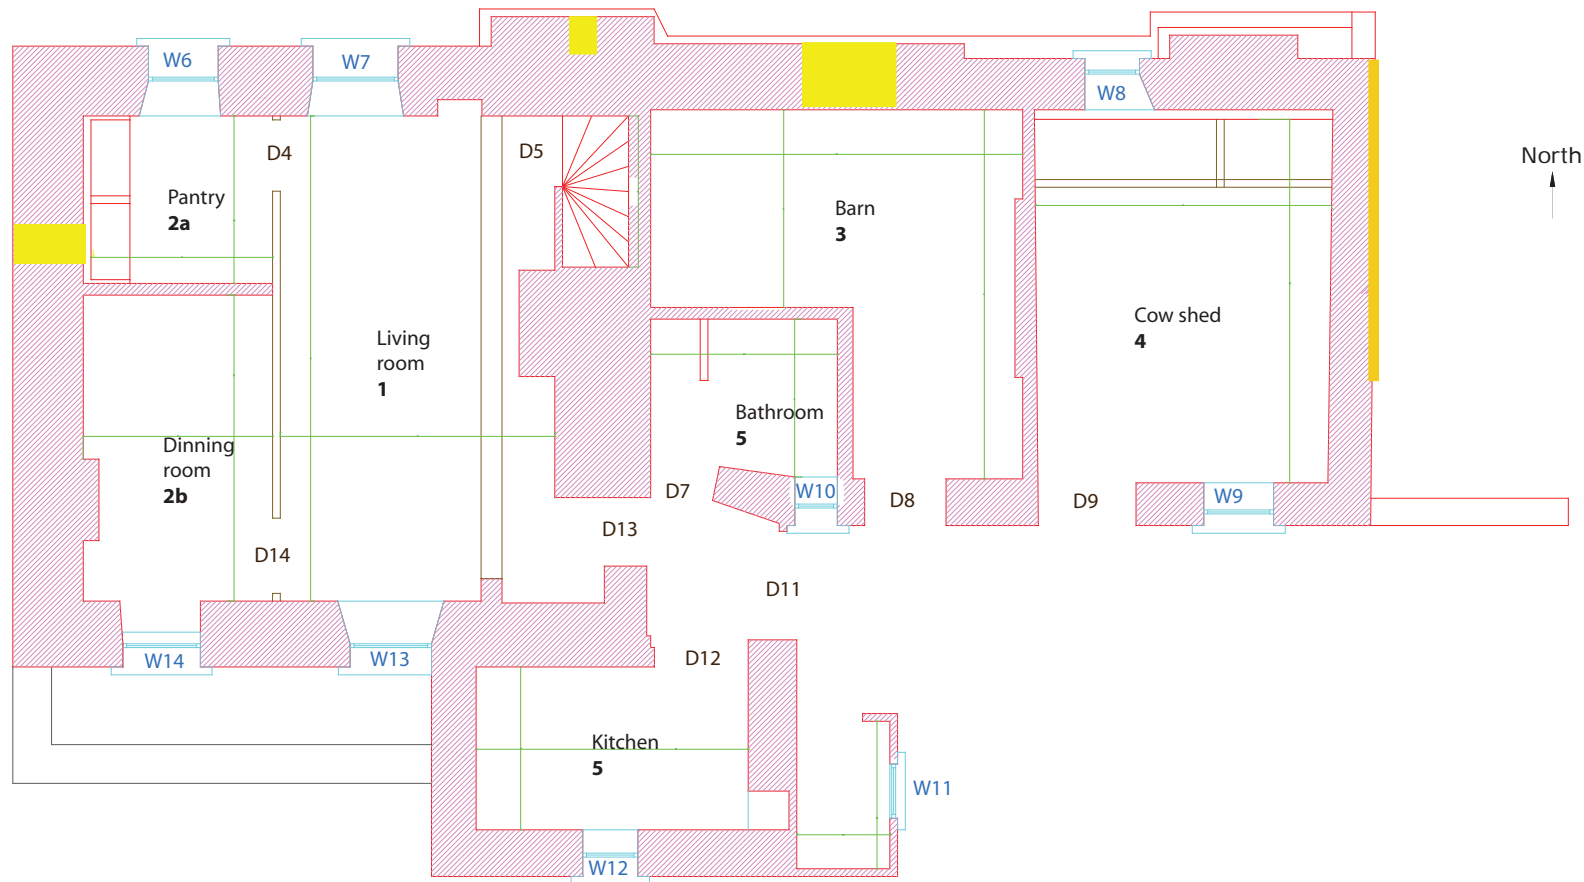 W6
W7
W8
D4
D5
North
Pantry
2a
Barn
3
Cow shed
4
Living
room
1
Bathroom
5
Dinning
room
2b
D7
W10
D8
D9
W9
D13
D14
D11
W14
W13
D12
Kitchen
5
W11
W12